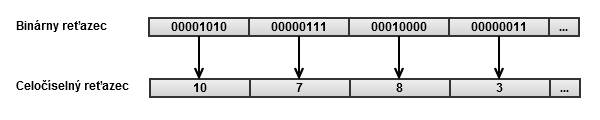 Binárny reťazec 00001010 00000111 00010000 00000011 ...
Celočíselný reťazec 10 7 8 3 ...